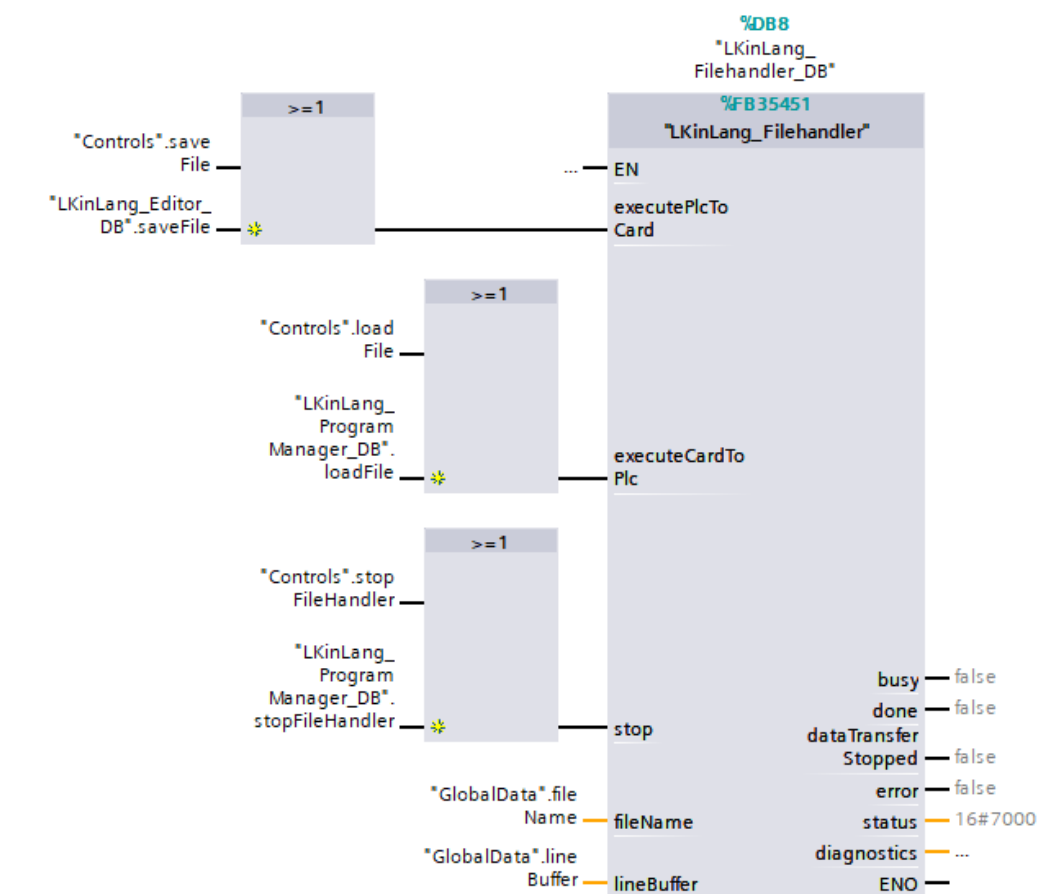 %DB8
"LKinLang_
Filehandler_DB"
>=1
%FB35451
"LKinLang_Filehandler"
"Controls".save
File
... EN
"LKinLang_Editor_
DB".saveFile
executePlcTo
Card
>=1
"Controls".load
File
"LKinLang_
Program
Manager_DB".
loadFile
executeCardTo
Plc
>=1
"Controls".stop
FileHandler
"LKinLang_
Program
Manager_DB".
stopFileHandler
stop
busy false
done false
dataTransfer
Stopped false
error false
"GlobalData".file
Name
fileName
status 16#7000
diagnostics ...
"GlobalData".line
Buffer
lineBuffer
ENO